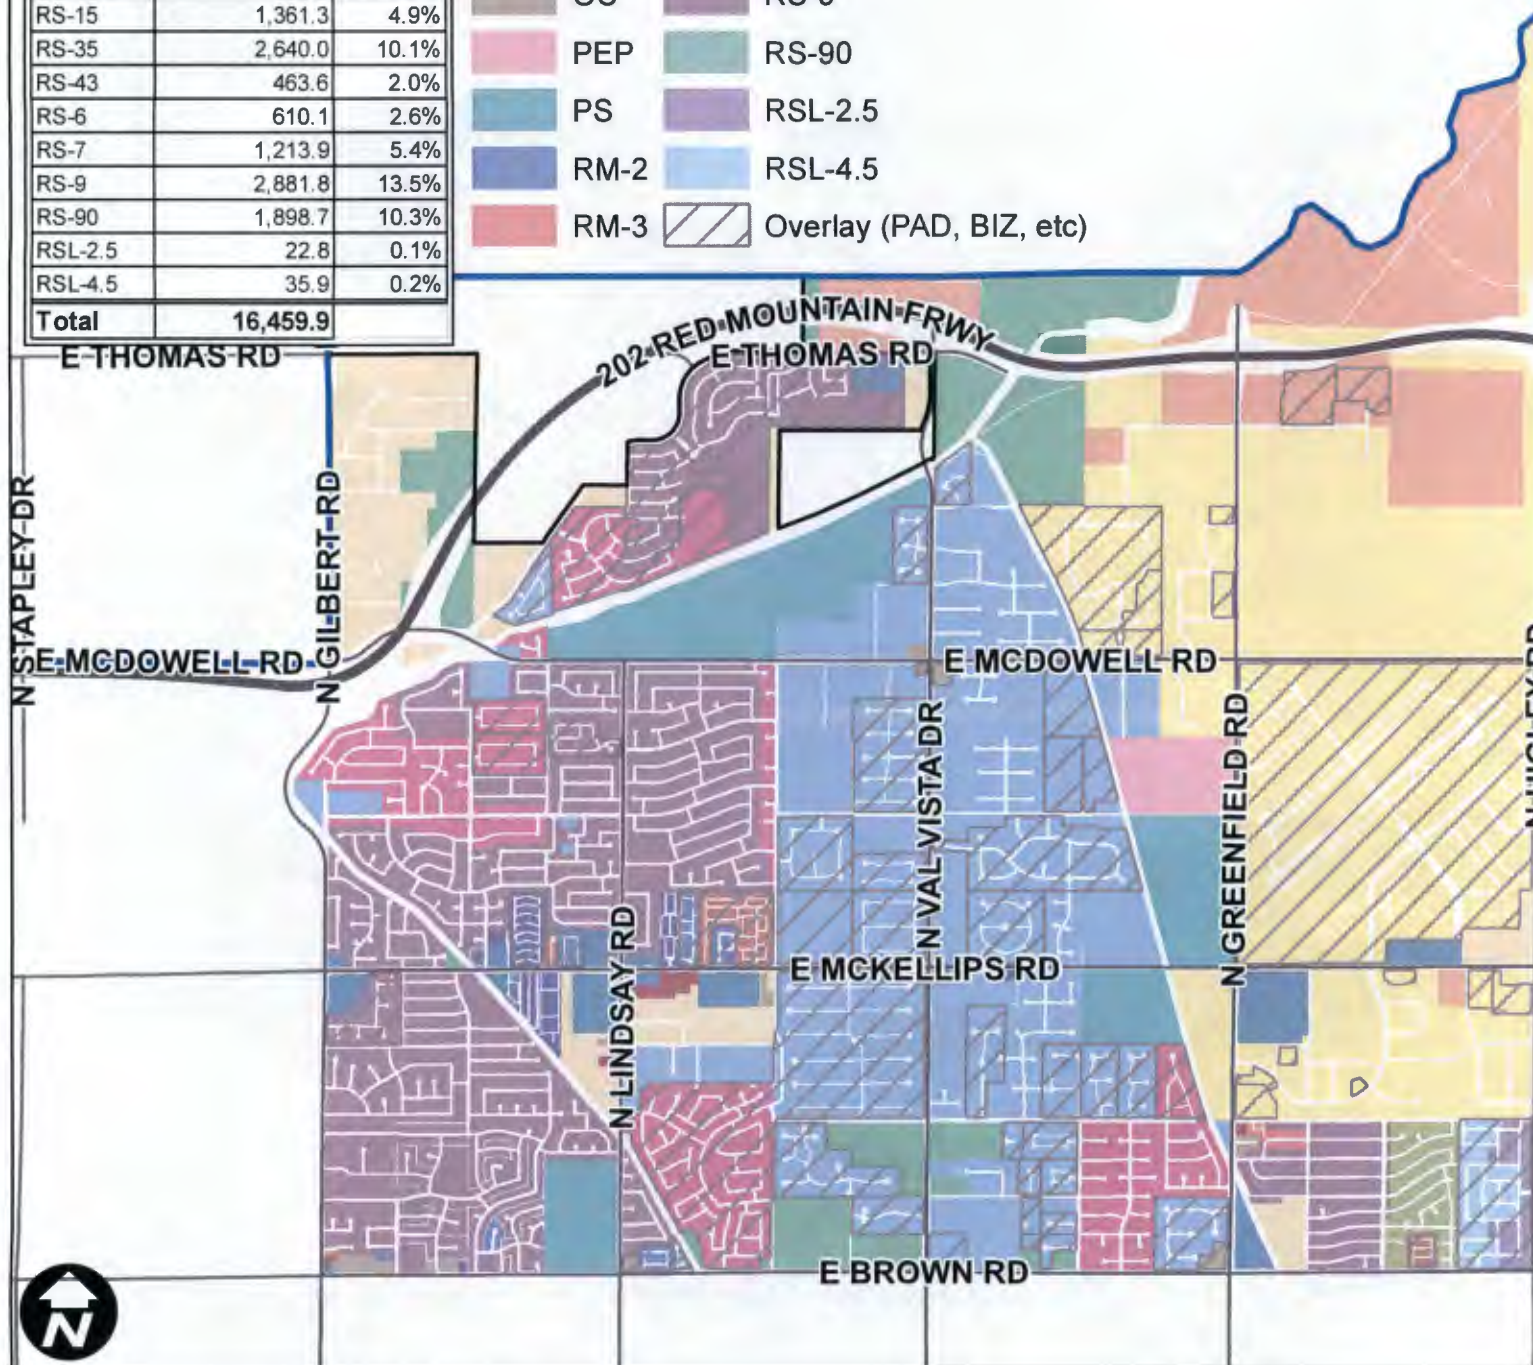 RS-15 1,361.3 4.9%
RS-35 2,640.0 10.1%
RS-43 463.6 2.0%
RS-6 610.1 2.6%
RS-7 1,213.9 5.4%
RS-9 2,881.8 13.5%
RS-90 1,898.7 10.3%
RSL-2.5 22.8 0.1%
RSL-4.5 35.9 0.2%
Total 16,459.9
PEP RS-90
PS RSL-2.5
RM-2 RSL-4.5
RM-3 Overlay (PAD, BIZ, etc)
202 RED MOUNTAIN FRWY
E THOMAS RD
E THOMAS RD
N STAPLEY DR
N GILBERT RD
E MCDOWELL RD
E MCDOWELL RD
N VAL VISTA DR
N GREENFIELD RD
N LINDSAY RD
E MCKELLIPS RD
E BROWN RD
N